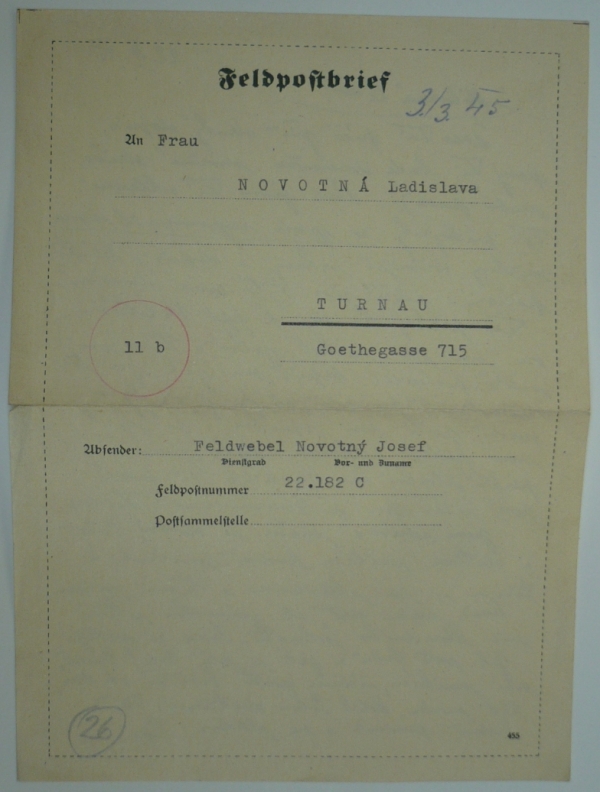 Feldpostbrief
3./3. 45
An Frau
NOVOTNÁ Ladislava
TURNAU
11 b
Goethegasse 715
Absender: Feldwebel Novotný Josef
Dienstgrad Vor- und Zuname
Feldpostnummer 22.182 C
Postsammelstelle
26
455